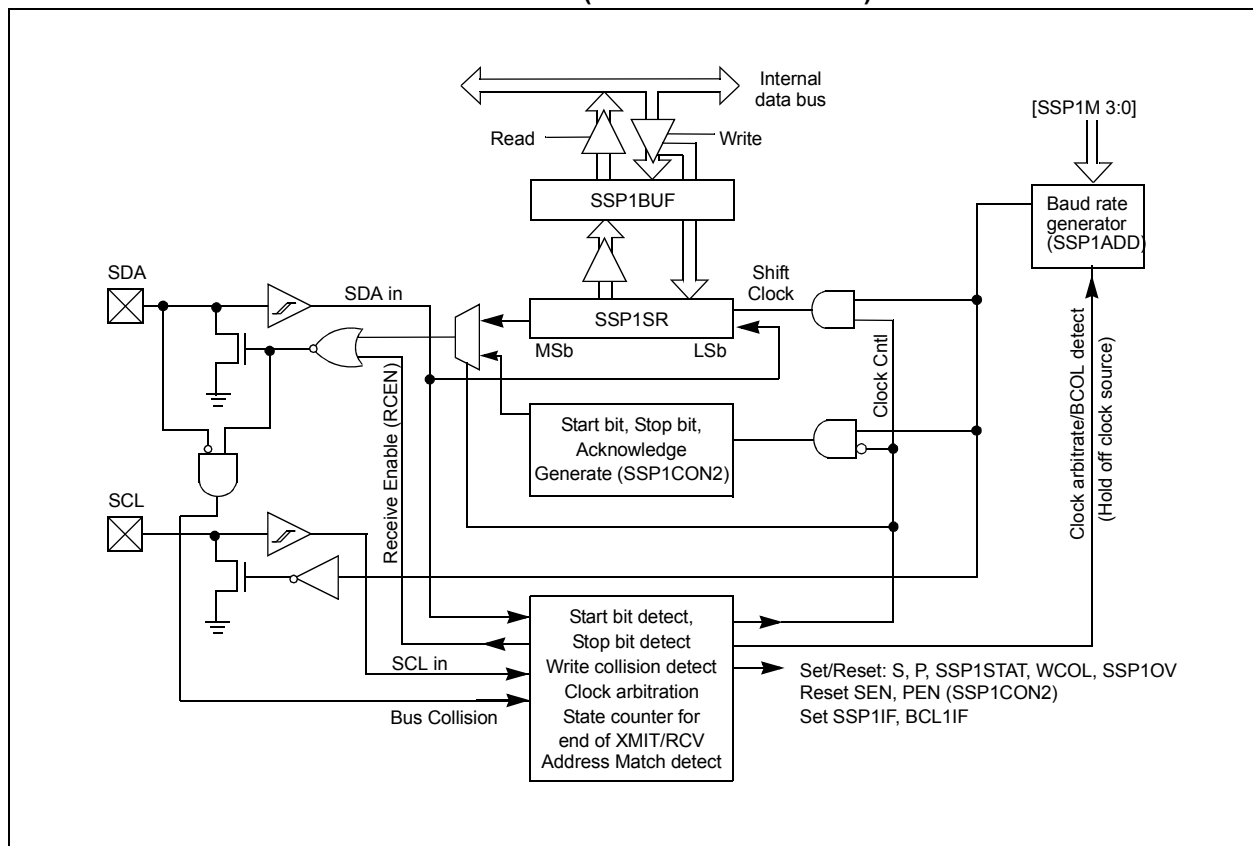 Internal
data bus
[SSP1M 3:0]
Read
Write
SSP1BUF
Baud rate
generator
(SSP1ADD)
SDA
SDA in
Shift
Clock
SSP1SR
MSb
LSb
Receive Enable (RCEN)
Clock Cntl
Clock arbitrate/BCOL detect
(Hold off clock source)
Start bit, Stop bit,
Acknowledge
Generate (SSP1CON2)
SCL
Start bit detect,
Stop bit detect
Write collision detect
Clock arbitration
State counter for
end of XMIT/RCV
Address Match detect
SCL in
Bus Collision
Set/Reset: S, P, SSP1STAT, WCOL, SSP1OV
Reset SEN, PEN (SSP1CON2)
Set SSP1IF, BCL1IF